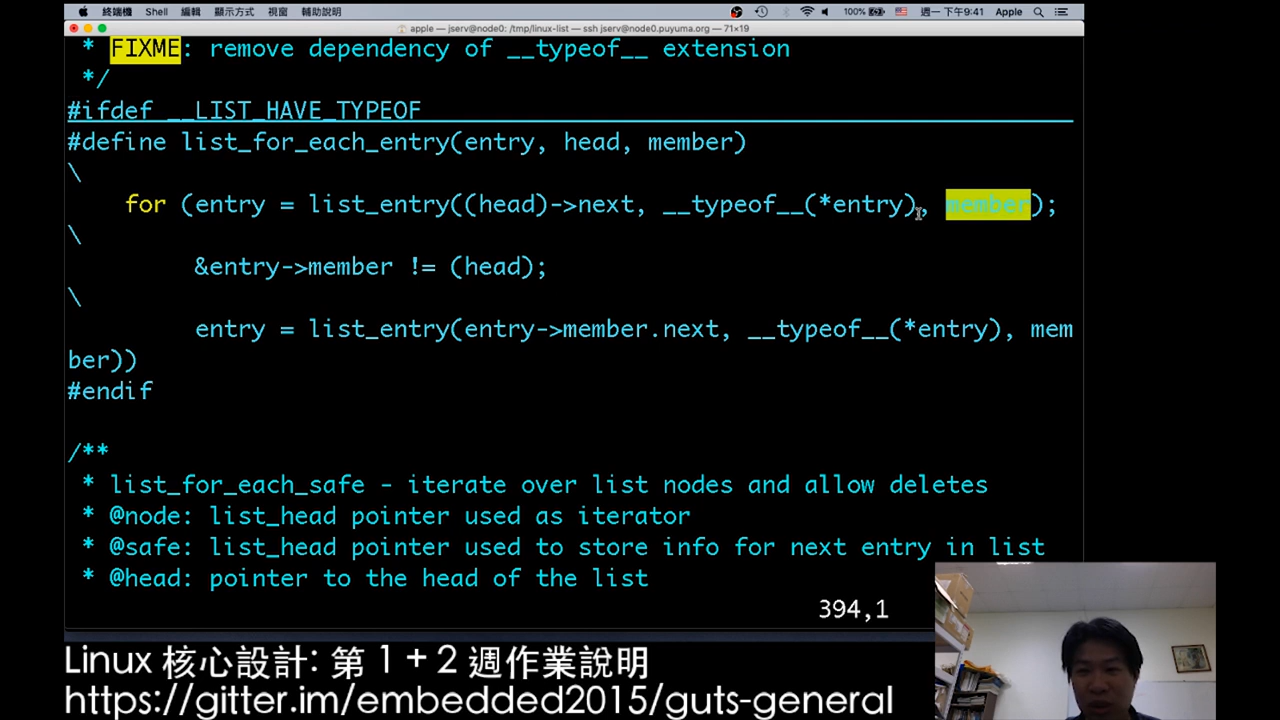 終端機 Shell 編輯 顯示方式 視窗 輔助說明 100% 週一 下午9:41 Apple
apple — jserv@node0: /tmp/linux-list — ssh jserv@node0.puyuma.org — 71×19
* FIXME: remove dependency of __typeof__ extension
*/
#ifdef __LIST_HAVE_TYPEOF
#define list_for_each_entry(entry, head, member)
\
for (entry = list_entry((head)->next, __typeof__(*entry), member);
\
&entry->member != (head);
\
entry = list_entry(entry->member.next, __typeof__(*entry), mem
ber))
#endif
/**
* list_for_each_safe - iterate over list nodes and allow deletes
* @node: list_head pointer used as iterator
* @safe: list_head pointer used to store info for next entry in list
* @head: pointer to the head of the list
394,1
Linux 核心設計: 第 1 + 2 週作業說明
https://gitter.im/embedded2015/guts-general